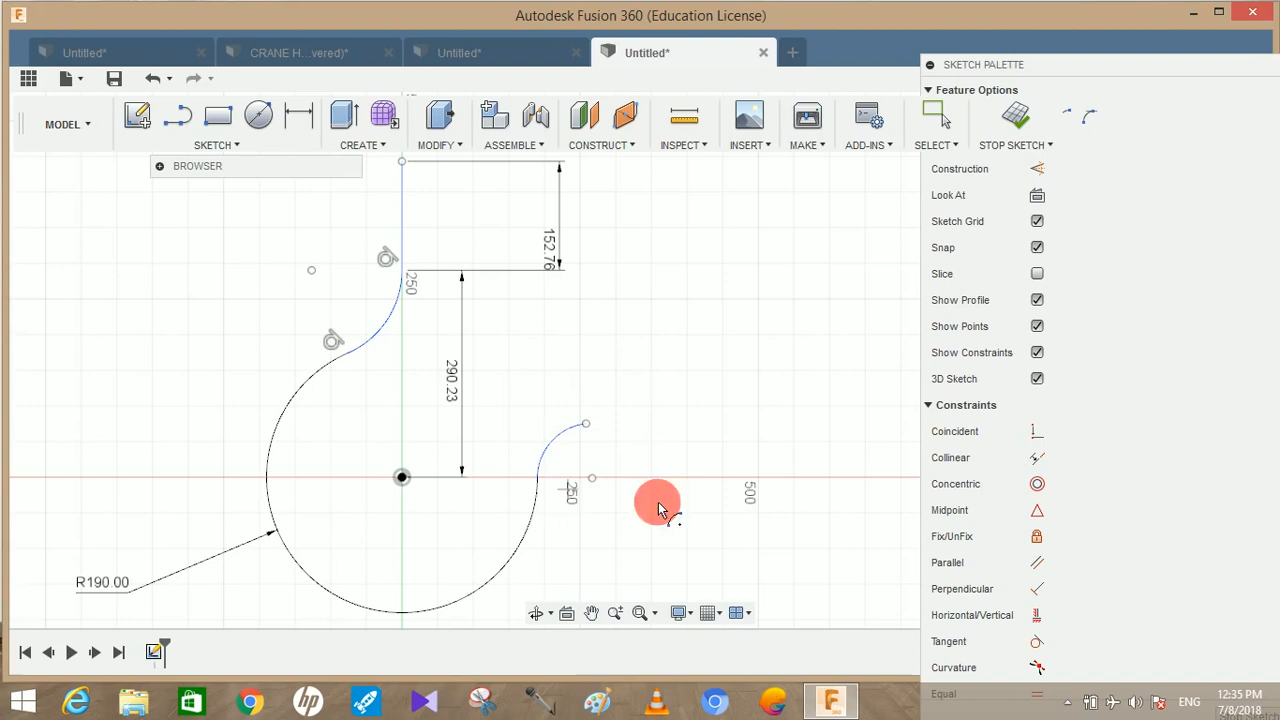 Autodesk Fusion 360 (Education License)
Untitled*
CRANE H...vered)*
Untitled*
Untitled*
SKETCH PALETTE
Feature Options
MODEL
SKETCH
CREATE
MODIFY
ASSEMBLE
CONSTRUCT
INSPECT
INSERT
MAKE
ADD-INS
SELECT
STOP SKETCH
BROWSER
Construction
Look At
Sketch Grid
Snap
Slice
Show Profile
Show Points
Show Constraints
3D Sketch
Constraints
Coincident
Collinear
Concentric
Midpoint
Fix/UnFix
Parallel
Perpendicular
Horizontal/Vertical
Tangent
Curvature
Equal
152.76
250
290.23
250
500
R190.00
ENG
12:35 PM
7/8/2018